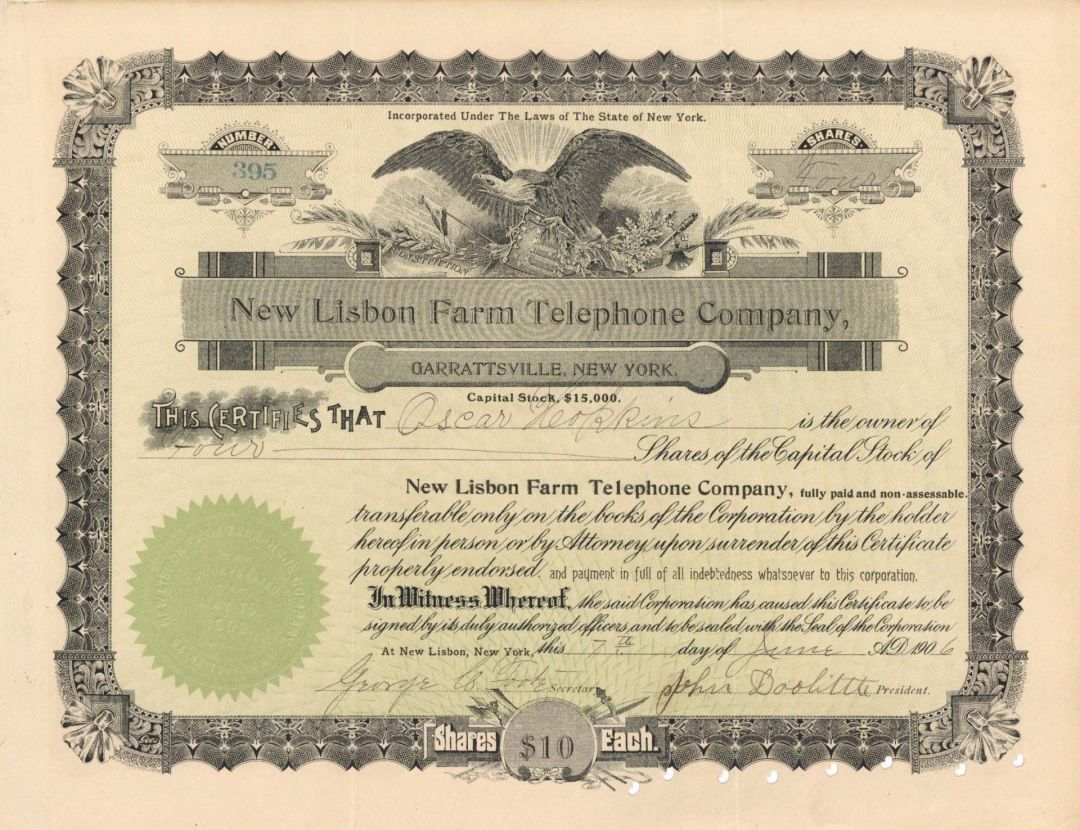 Incorporated Under The Laws of The State of New York.
NUMBER
395
SHARES
Four
CONSTITUTION
New Lisbon Farm Telephone Company,
GARRATTSVILLE, NEW YORK.
Capital Stock, $15,000.
THIS CERTIFIES THAT Oscar Hopkins is the owner of
Four Shares of the Capital Stock of
New Lisbon Farm Telephone Company, fully paid and non-assessable.
transferable only on the books of the Corporation by the holder
hereof in person or by Attorney upon surrender of this Certificate
properly endorsed. and payment in full of all indebtedness whatsoever to this corporation.
In Witness Whereof, the said Corporation has caused this Certificate to be
signed by its duly authorized officers and to be sealed with the Seal of the Corporation
At New Lisbon, New York, this 7th day of June A.D. 1906
George C. Foote Secretary John Doolittle President.
Shares $10 Each.